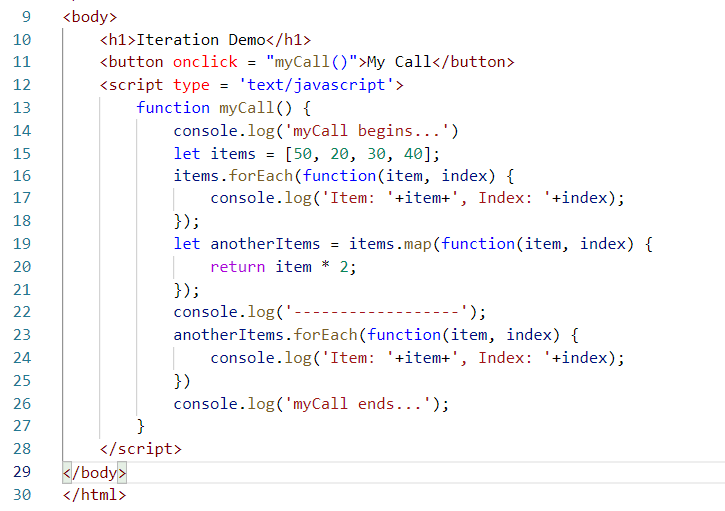 9 <body>
10 <h1>Iteration Demo</h1>
11 <button onclick = "myCall()">My Call</button>
12 <script type = 'text/javascript'>
13 function myCall() {
14 console.log('myCall begins...')
15 let items = [50, 20, 30, 40];
16 items.forEach(function(item, index) {
17 console.log('Item: '+item+', Index: '+index);
18 });
19 let anotherItems = items.map(function(item, index) {
20 return item * 2;
21 });
22 console.log('------------------');
23 anotherItems.forEach(function(item, index) {
24 console.log('Item: '+item+', Index: '+index);
25 })
26 console.log('myCall ends...');
27 }
28 </script>
29 </body>
30 </html>